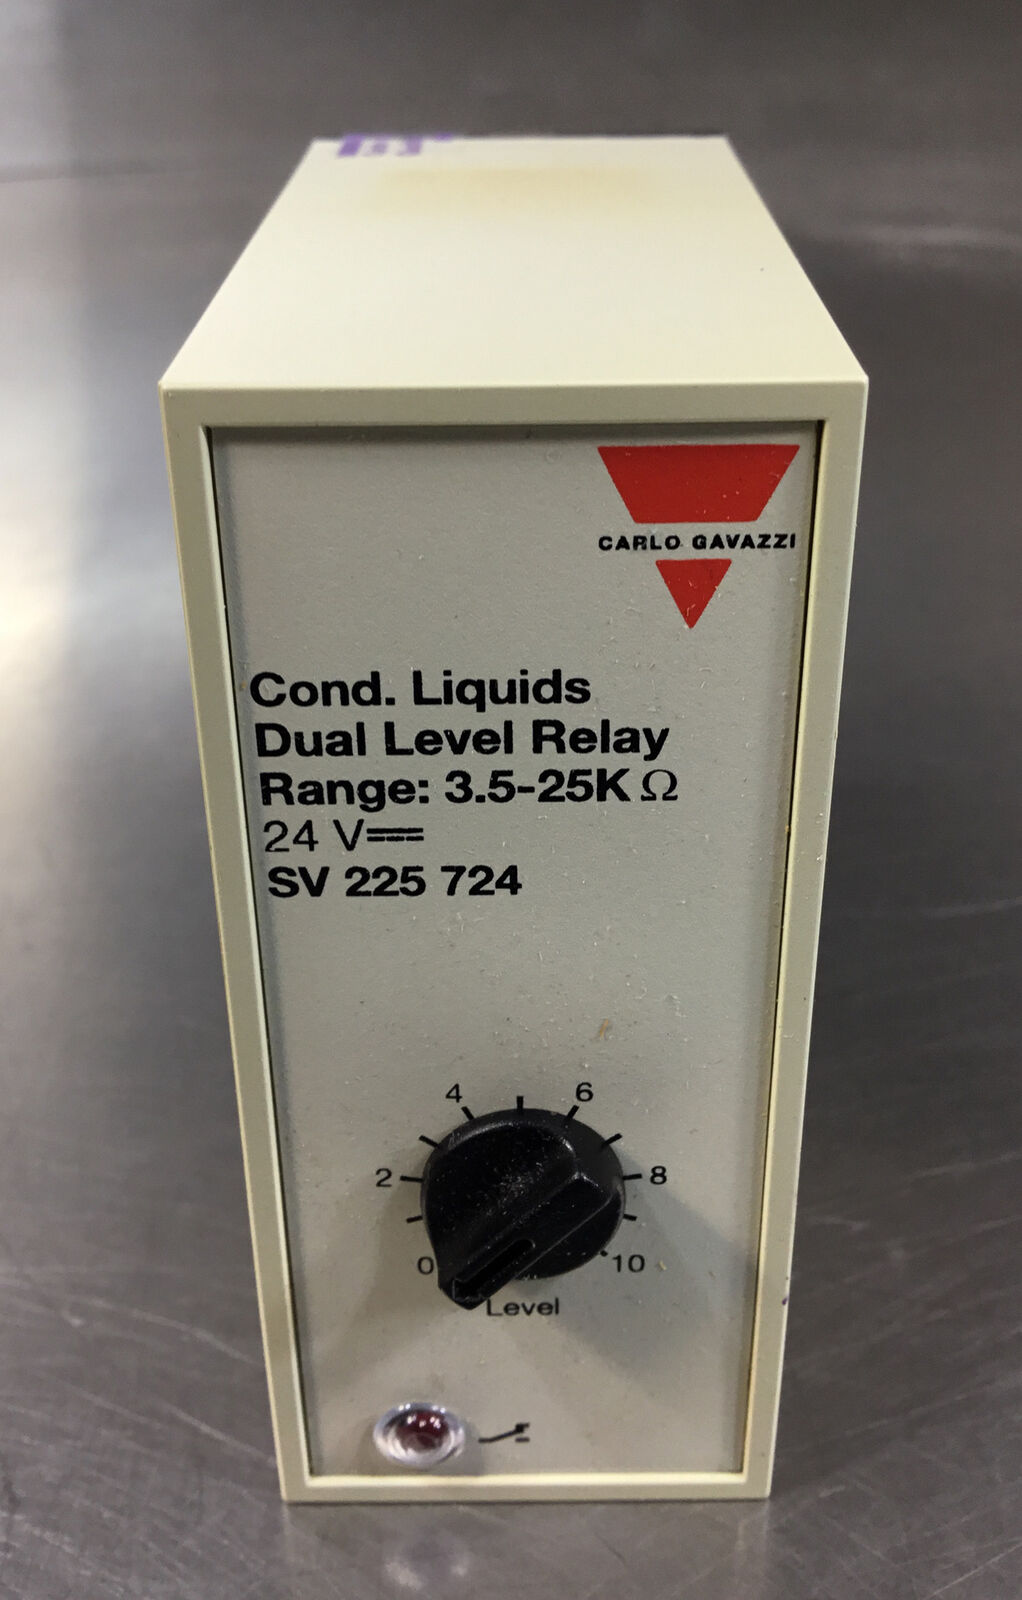 CARLO GAVAZZI
Cond. Liquids
Dual Level Relay
Range: 3.5-25K Ω
24 V⎓
SV 225 724
4 6
2 8
0 10
Level